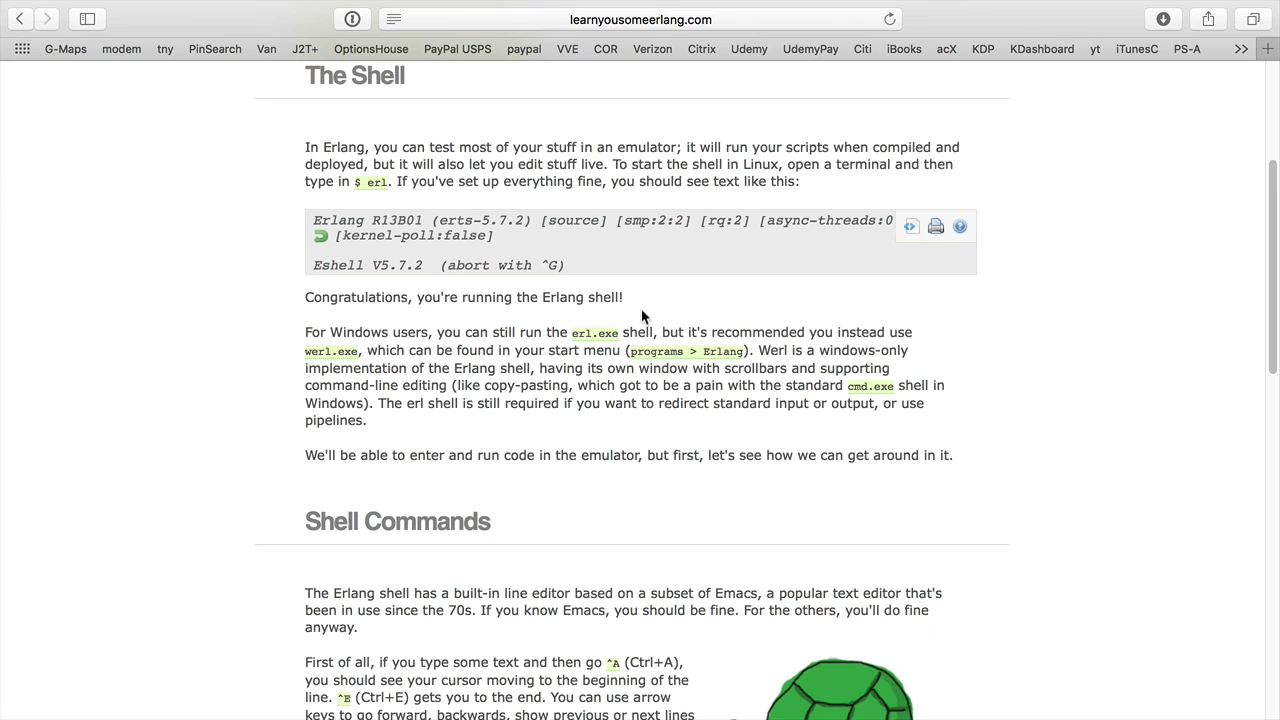 learnyousomeerlang.com
G-Maps modem tny PinSearch Van J2T+ OptionsHouse PayPal USPS paypal VVE COR Verizon Citrix Udemy UdemyPay Citi iBooks acX KDP KDashboard yt iTunesC PS-A
The Shell
In Erlang, you can test most of your stuff in an emulator; it will run your scripts when compiled and
deployed, but it will also let you edit stuff live. To start the shell in Linux, open a terminal and then
type in $ erl. If you've set up everything fine, you should see text like this:
Erlang R13B01 (erts-5.7.2) [source] [smp:2:2] [rq:2] [async-threads:0
[kernel-poll:false]
Eshell V5.7.2 (abort with ^G)
Congratulations, you're running the Erlang shell!
For Windows users, you can still run the erl.exe shell, but it's recommended you instead use
werl.exe, which can be found in your start menu (programs > Erlang). Werl is a windows-only
implementation of the Erlang shell, having its own window with scrollbars and supporting
command-line editing (like copy-pasting, which got to be a pain with the standard cmd.exe shell in
Windows). The erl shell is still required if you want to redirect standard input or output, or use
pipelines.
We'll be able to enter and run code in the emulator, but first, let's see how we can get around in it.
Shell Commands
The Erlang shell has a built-in line editor based on a subset of Emacs, a popular text editor that's
been in use since the 70s. If you know Emacs, you should be fine. For the others, you'll do fine
anyway.
First of all, if you type some text and then go ^A (Ctrl+A),
you should see your cursor moving to the beginning of the
line. ^E (Ctrl+E) gets you to the end. You can use arrow
keys to go forward, backwards, show previous or next lines